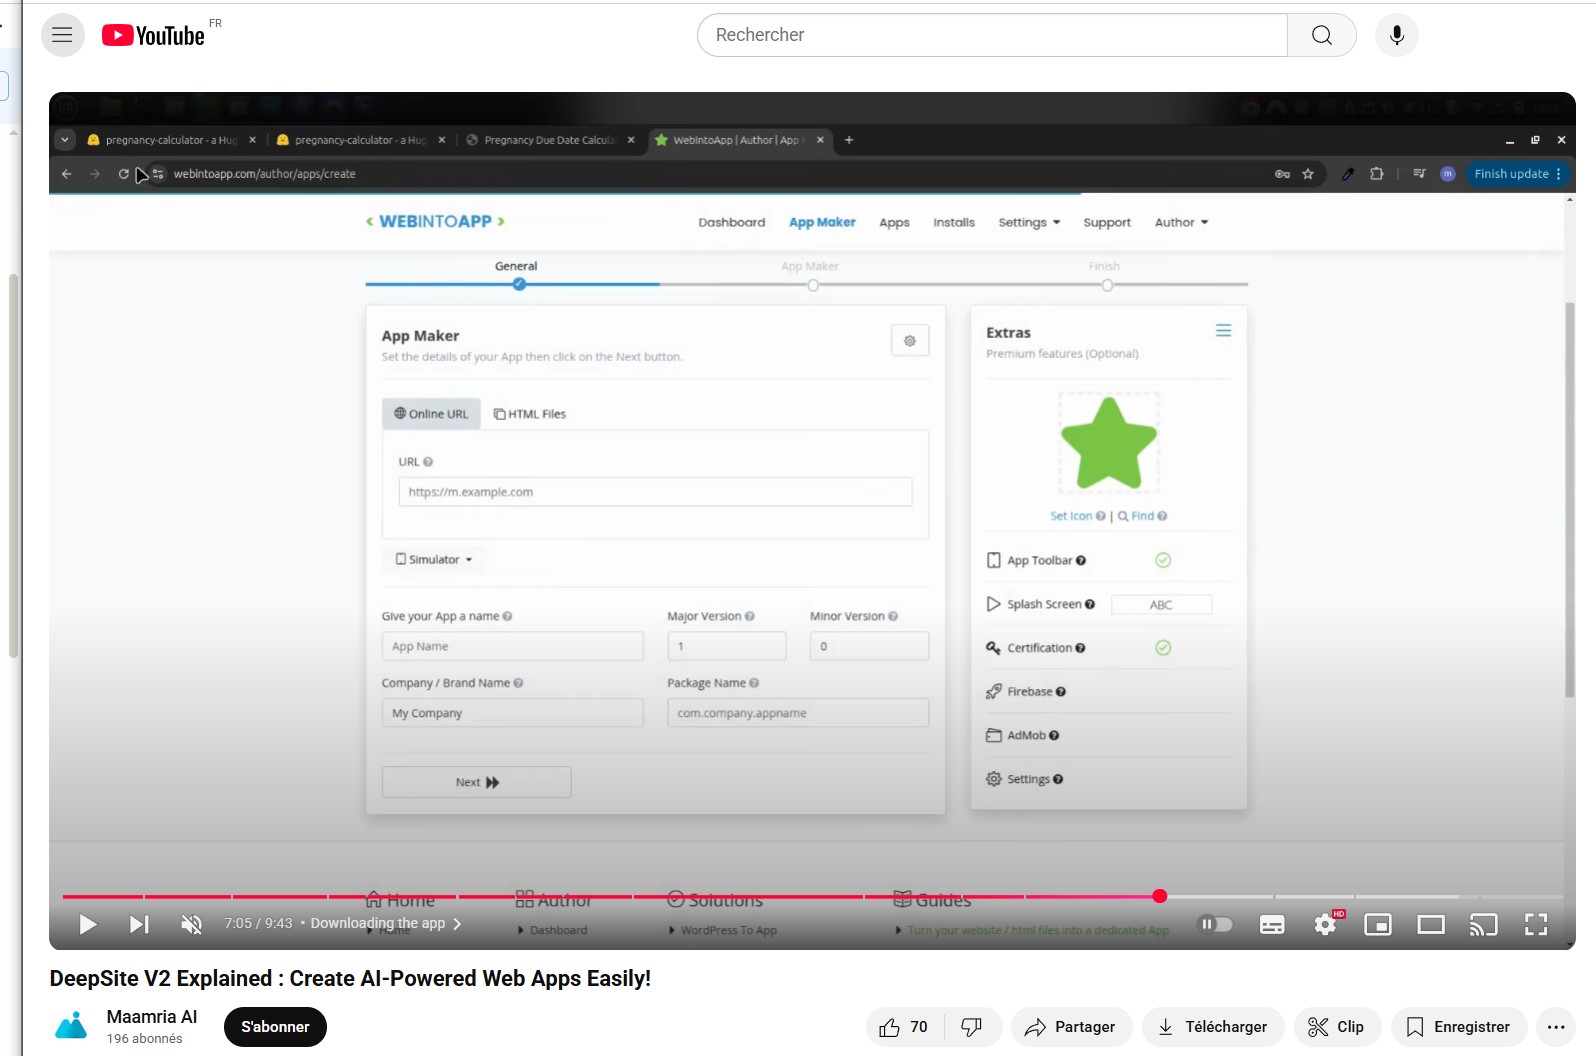 YouTube FR
Rechercher
pregnancy-calculator - a Hug
pregnancy-calculator - a Hug
Pregnancy Due Date Calcula
WebIntoApp | Author | App
webintoapp.com/author/apps/create
m
Finish update
< WEBINTOAPP >
Dashboard
App Maker
Apps
Installs
Settings
Support
Author
General
App Maker
Finish
App Maker
Set the details of your App then click on the Next button.
Online URL
HTML Files
URL
https://m.example.com
Simulator
Give your App a name
Major Version
Minor Version
App Name
1
0
Company / Brand Name
Package Name
My Company
com.company.appname
Next
Extras
Premium features (Optional)
Set Icon | Find
App Toolbar
Splash Screen
ABC
Certification
Firebase
AdMob
Settings
Home
Author
Solutions
Guides
Home
Dashboard
WordPress To App
Turn your website / html files into a dedicated App
7:05 / 9:43 • Downloading the app
HD
DeepSite V2 Explained : Create AI-Powered Web Apps Easily!
Maamria AI
196 abonnés
S'abonner
70
Partager
Télécharger
Clip
Enregistrer